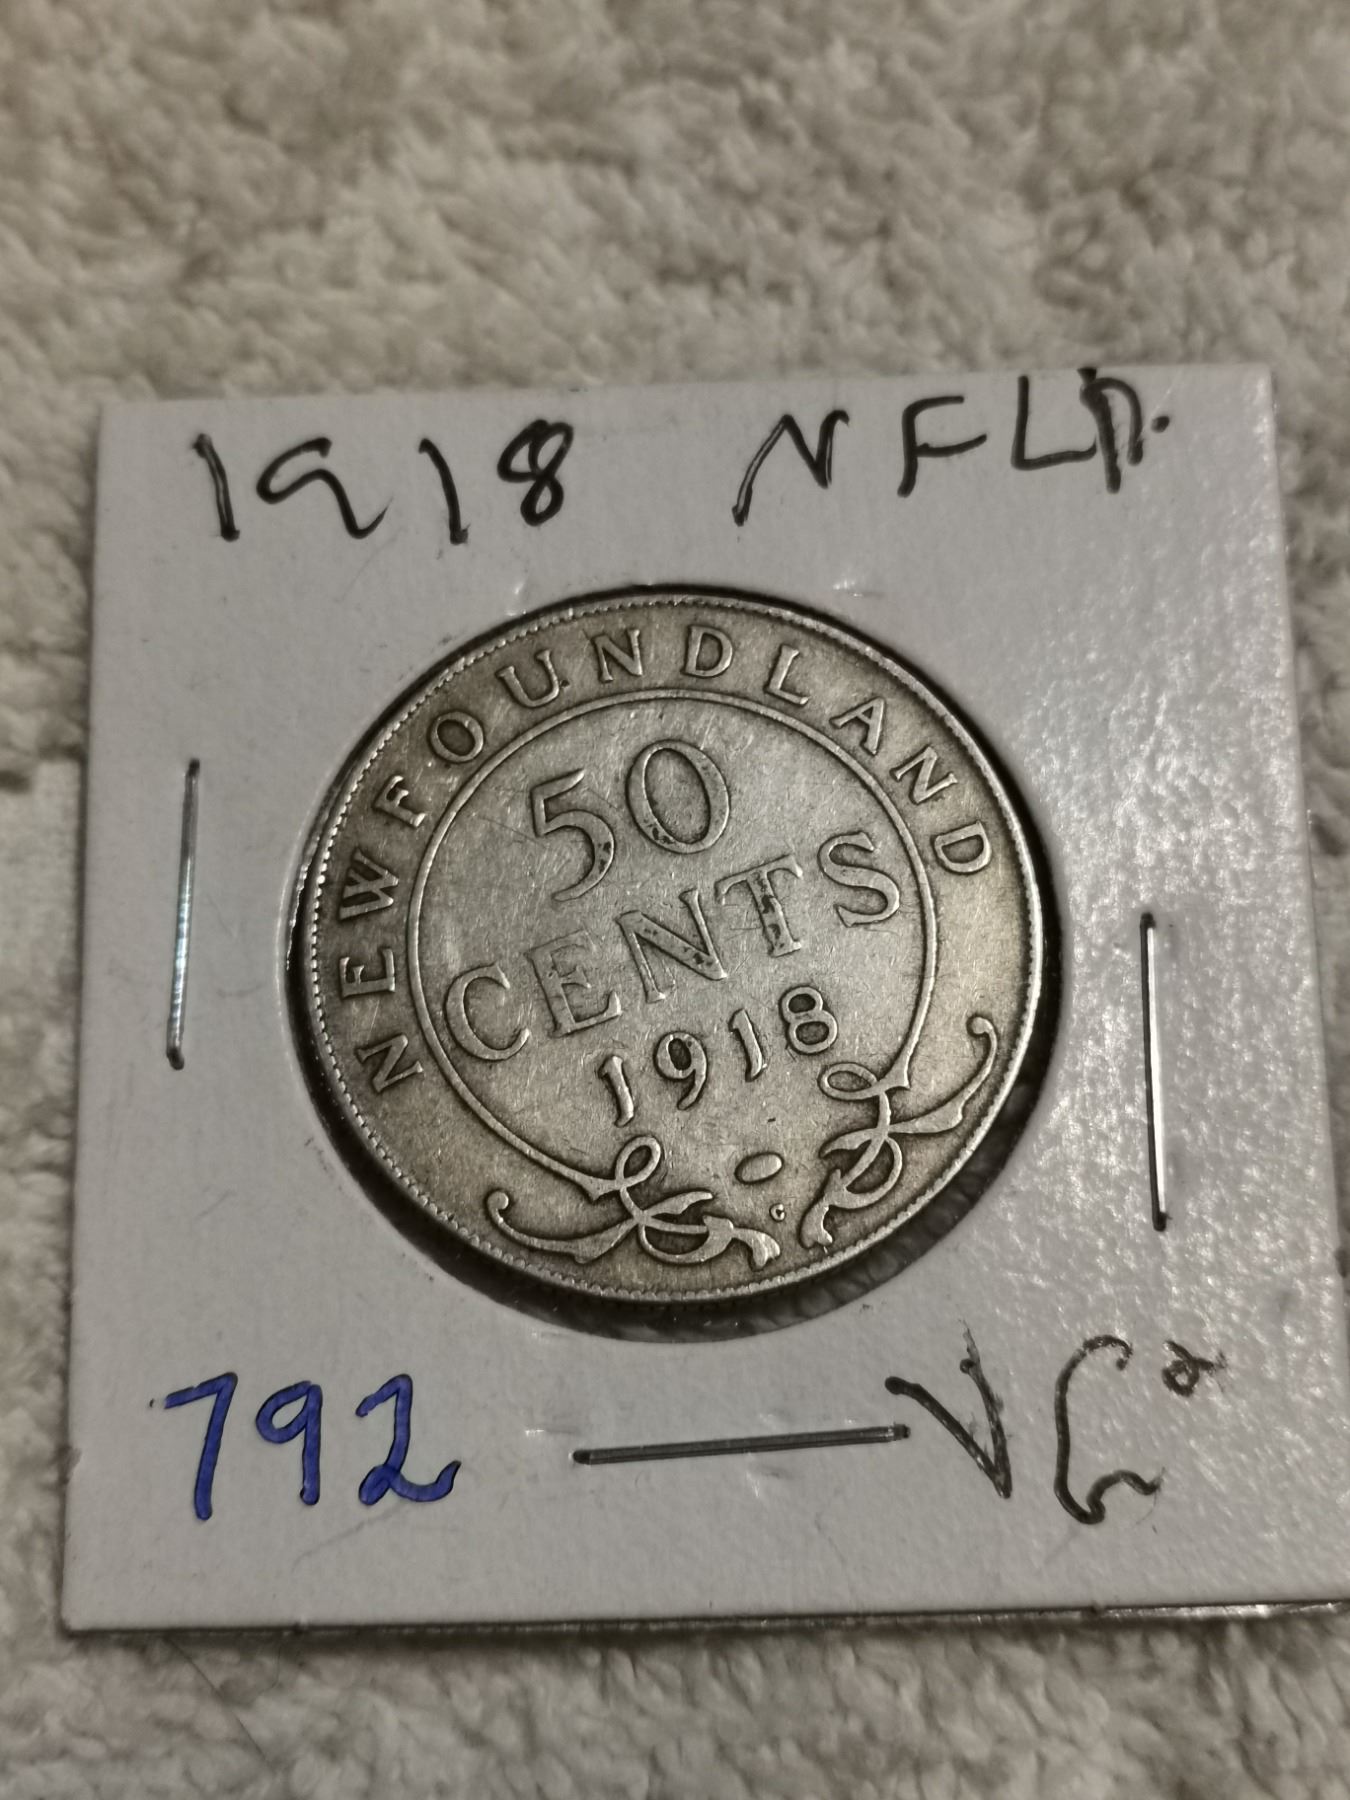 1918 NFLD.
NEWFOUNDLAND
50
CENTS
1918
C
792
VG